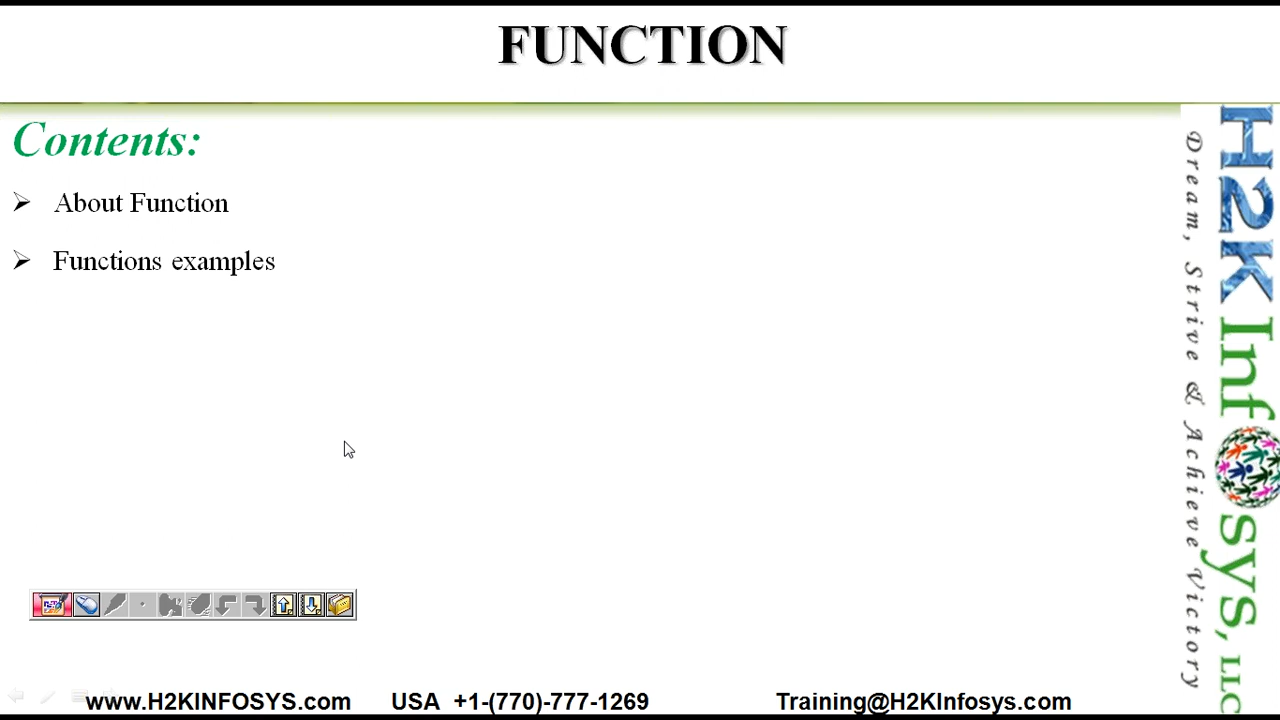 FUNCTION
Contents:
About Function
Functions examples
Dream, Strive & Achieve Victory
H2K Infosys, LLC
www.H2KINFOSYS.com USA +1-(770)-777-1269 Training@H2KInfosys.com